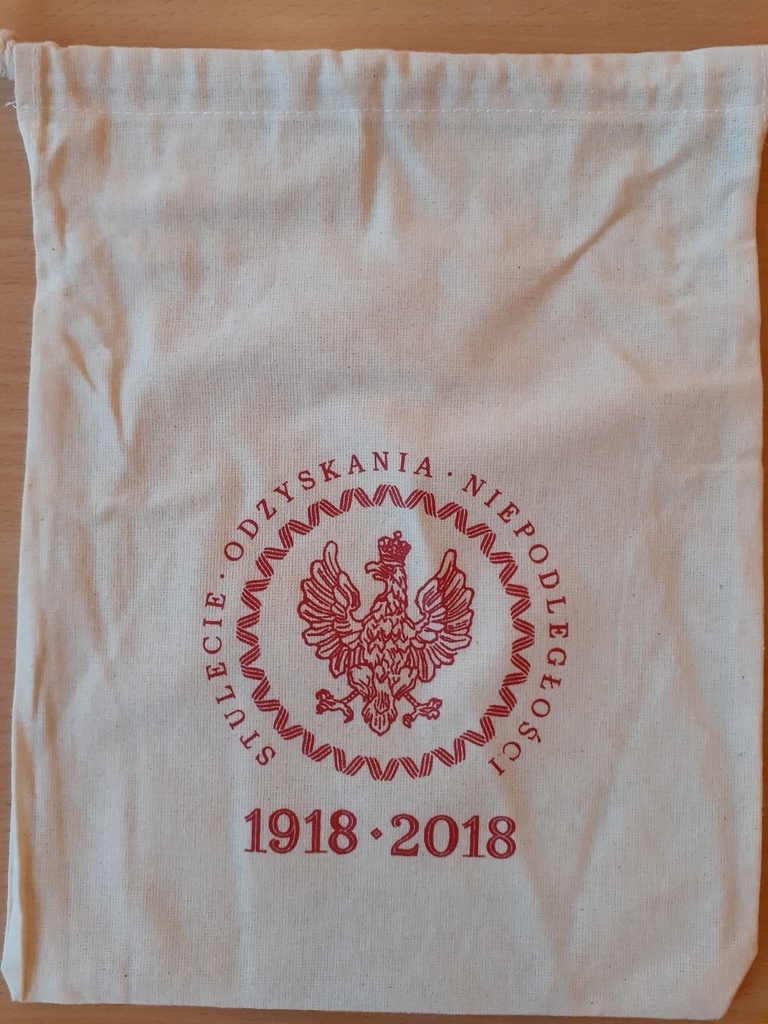 STULECIE · ODZYSKANIA · NIEPODLEGŁOŚCI
1918 · 2018